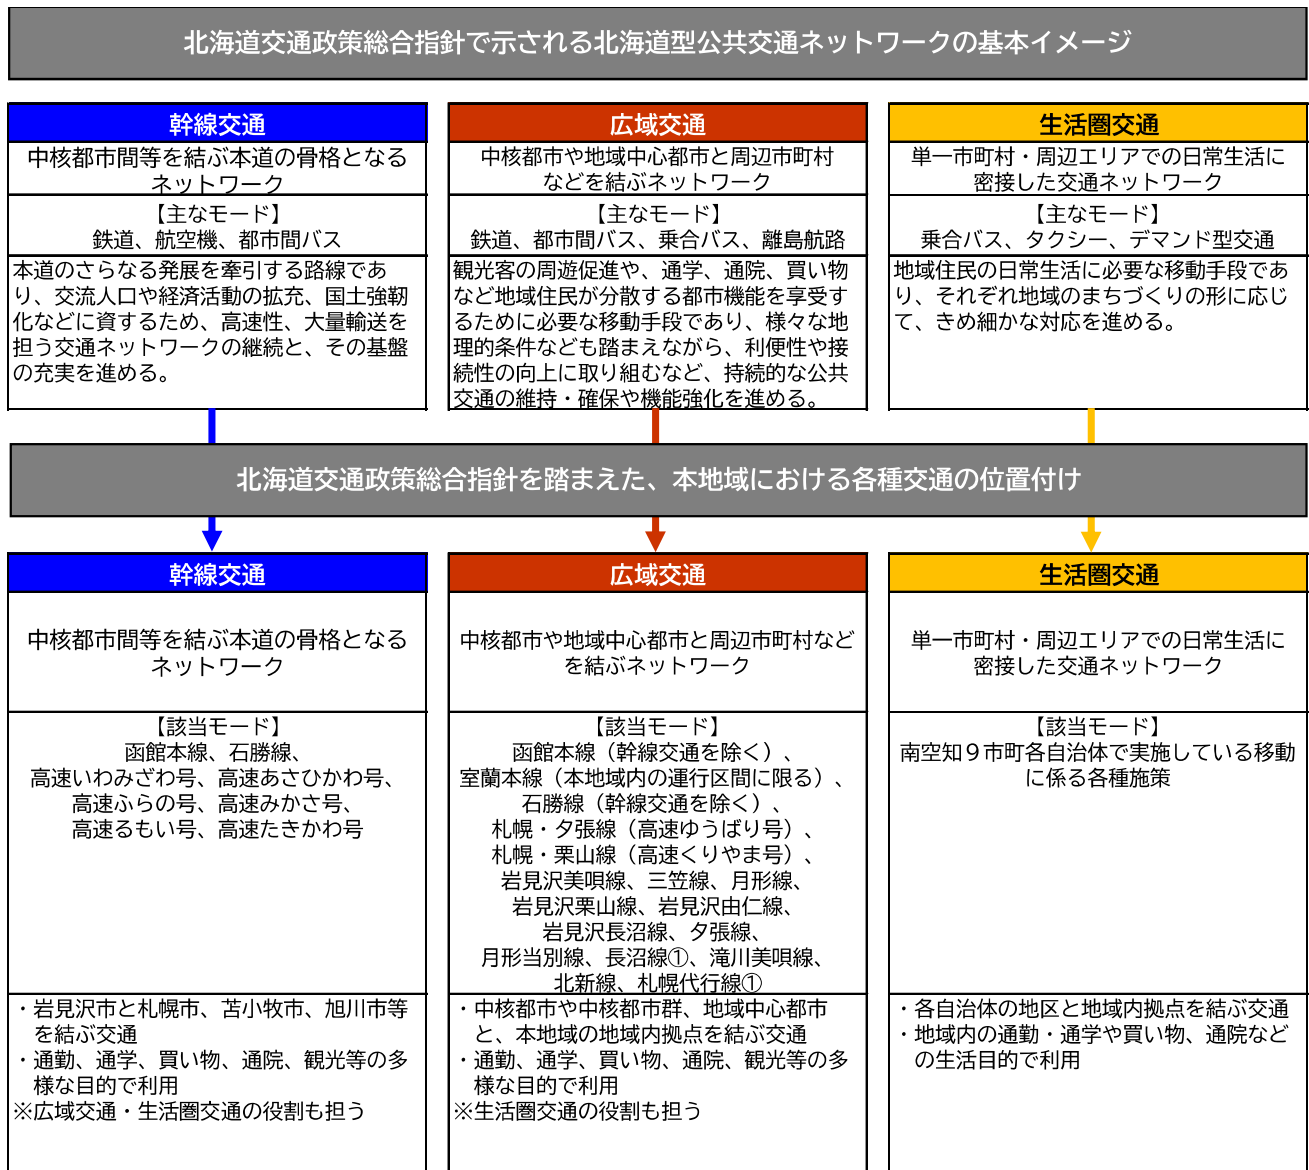 北海道交通政策総合指針で示される北海道型公共交通ネットワークの基本イメージ
幹線交通
中核都市間等を結ぶ本道の骨格となる
ネットワーク
【主なモード】
鉄道、航空機、都市間バス
本道のさらなる発展を牽引する路線であ
り、交流人口や経済活動の拡充、国土強靭
化などに資するため、高速性、大量輸送を
担う交通ネットワークの継続と、その基盤
の充実を進める。
広域交通
中核都市や地域中心都市と周辺市町村
などを結ぶネットワーク
【主なモード】
鉄道、都市間バス、乗合バス、離島航路
観光客の周遊促進や、通学、通院、買い物
など地域住民が分散する都市機能を享受す
るために必要な移動手段であり、様々な地
理的条件なども踏まえながら、利便性や接
続性の向上に取り組むなど、持続的な公共
交通の維持・確保や機能強化を進める。
生活圏交通
単一市町村・周辺エリアでの日常生活に
密接した交通ネットワーク
【主なモード】
乗合バス、タクシー、デマンド型交通
地域住民の日常生活に必要な移動手段であ
り、それぞれ地域のまちづくりの形に応じ
て、きめ細かな対応を進める。
北海道交通政策総合指針を踏まえた、本地域における各種交通の位置付け
幹線交通
中核都市間等を結ぶ本道の骨格となる
ネットワーク
【該当モード】
函館本線、石勝線、
高速いわみざわ号、高速あさひかわ号、
高速ふらの号、高速みかさ号、
高速るもい号、高速たきかわ号
・岩見沢市と札幌市、苫小牧市、旭川市等
を結ぶ交通
・通勤、通学、買い物、通院、観光等の多
様な目的で利用
※広域交通・生活圏交通の役割も担う
広域交通
中核都市や地域中心都市と周辺市町村など
を結ぶネットワーク
【該当モード】
函館本線（幹線交通を除く）、
室蘭本線（本地域内の運行区間に限る）、
石勝線（幹線交通を除く）、
札幌・夕張線（高速ゆうばり号）、
札幌・栗山線（高速くりやま号）、
岩見沢美唄線、三笠線、月形線、
岩見沢栗山線、岩見沢由仁線、
岩見沢長沼線、夕張線、
月形当別線、長沼線①、滝川美唄線、
北新線、札幌代行線①
・中核都市や中核都市群、地域中心都市
と、本地域の地域内拠点を結ぶ交通
・通勤、通学、買い物、通院、観光等の多
様な目的で利用
※生活圏交通の役割も担う
生活圏交通
単一市町村・周辺エリアでの日常生活に
密接した交通ネットワーク
【該当モード】
南空知９市町各自治体で実施している移動
に係る各種施策
・各自治体の地区と地域内拠点を結ぶ交通
・地域内の通勤・通学や買い物、通院など
の生活目的で利用